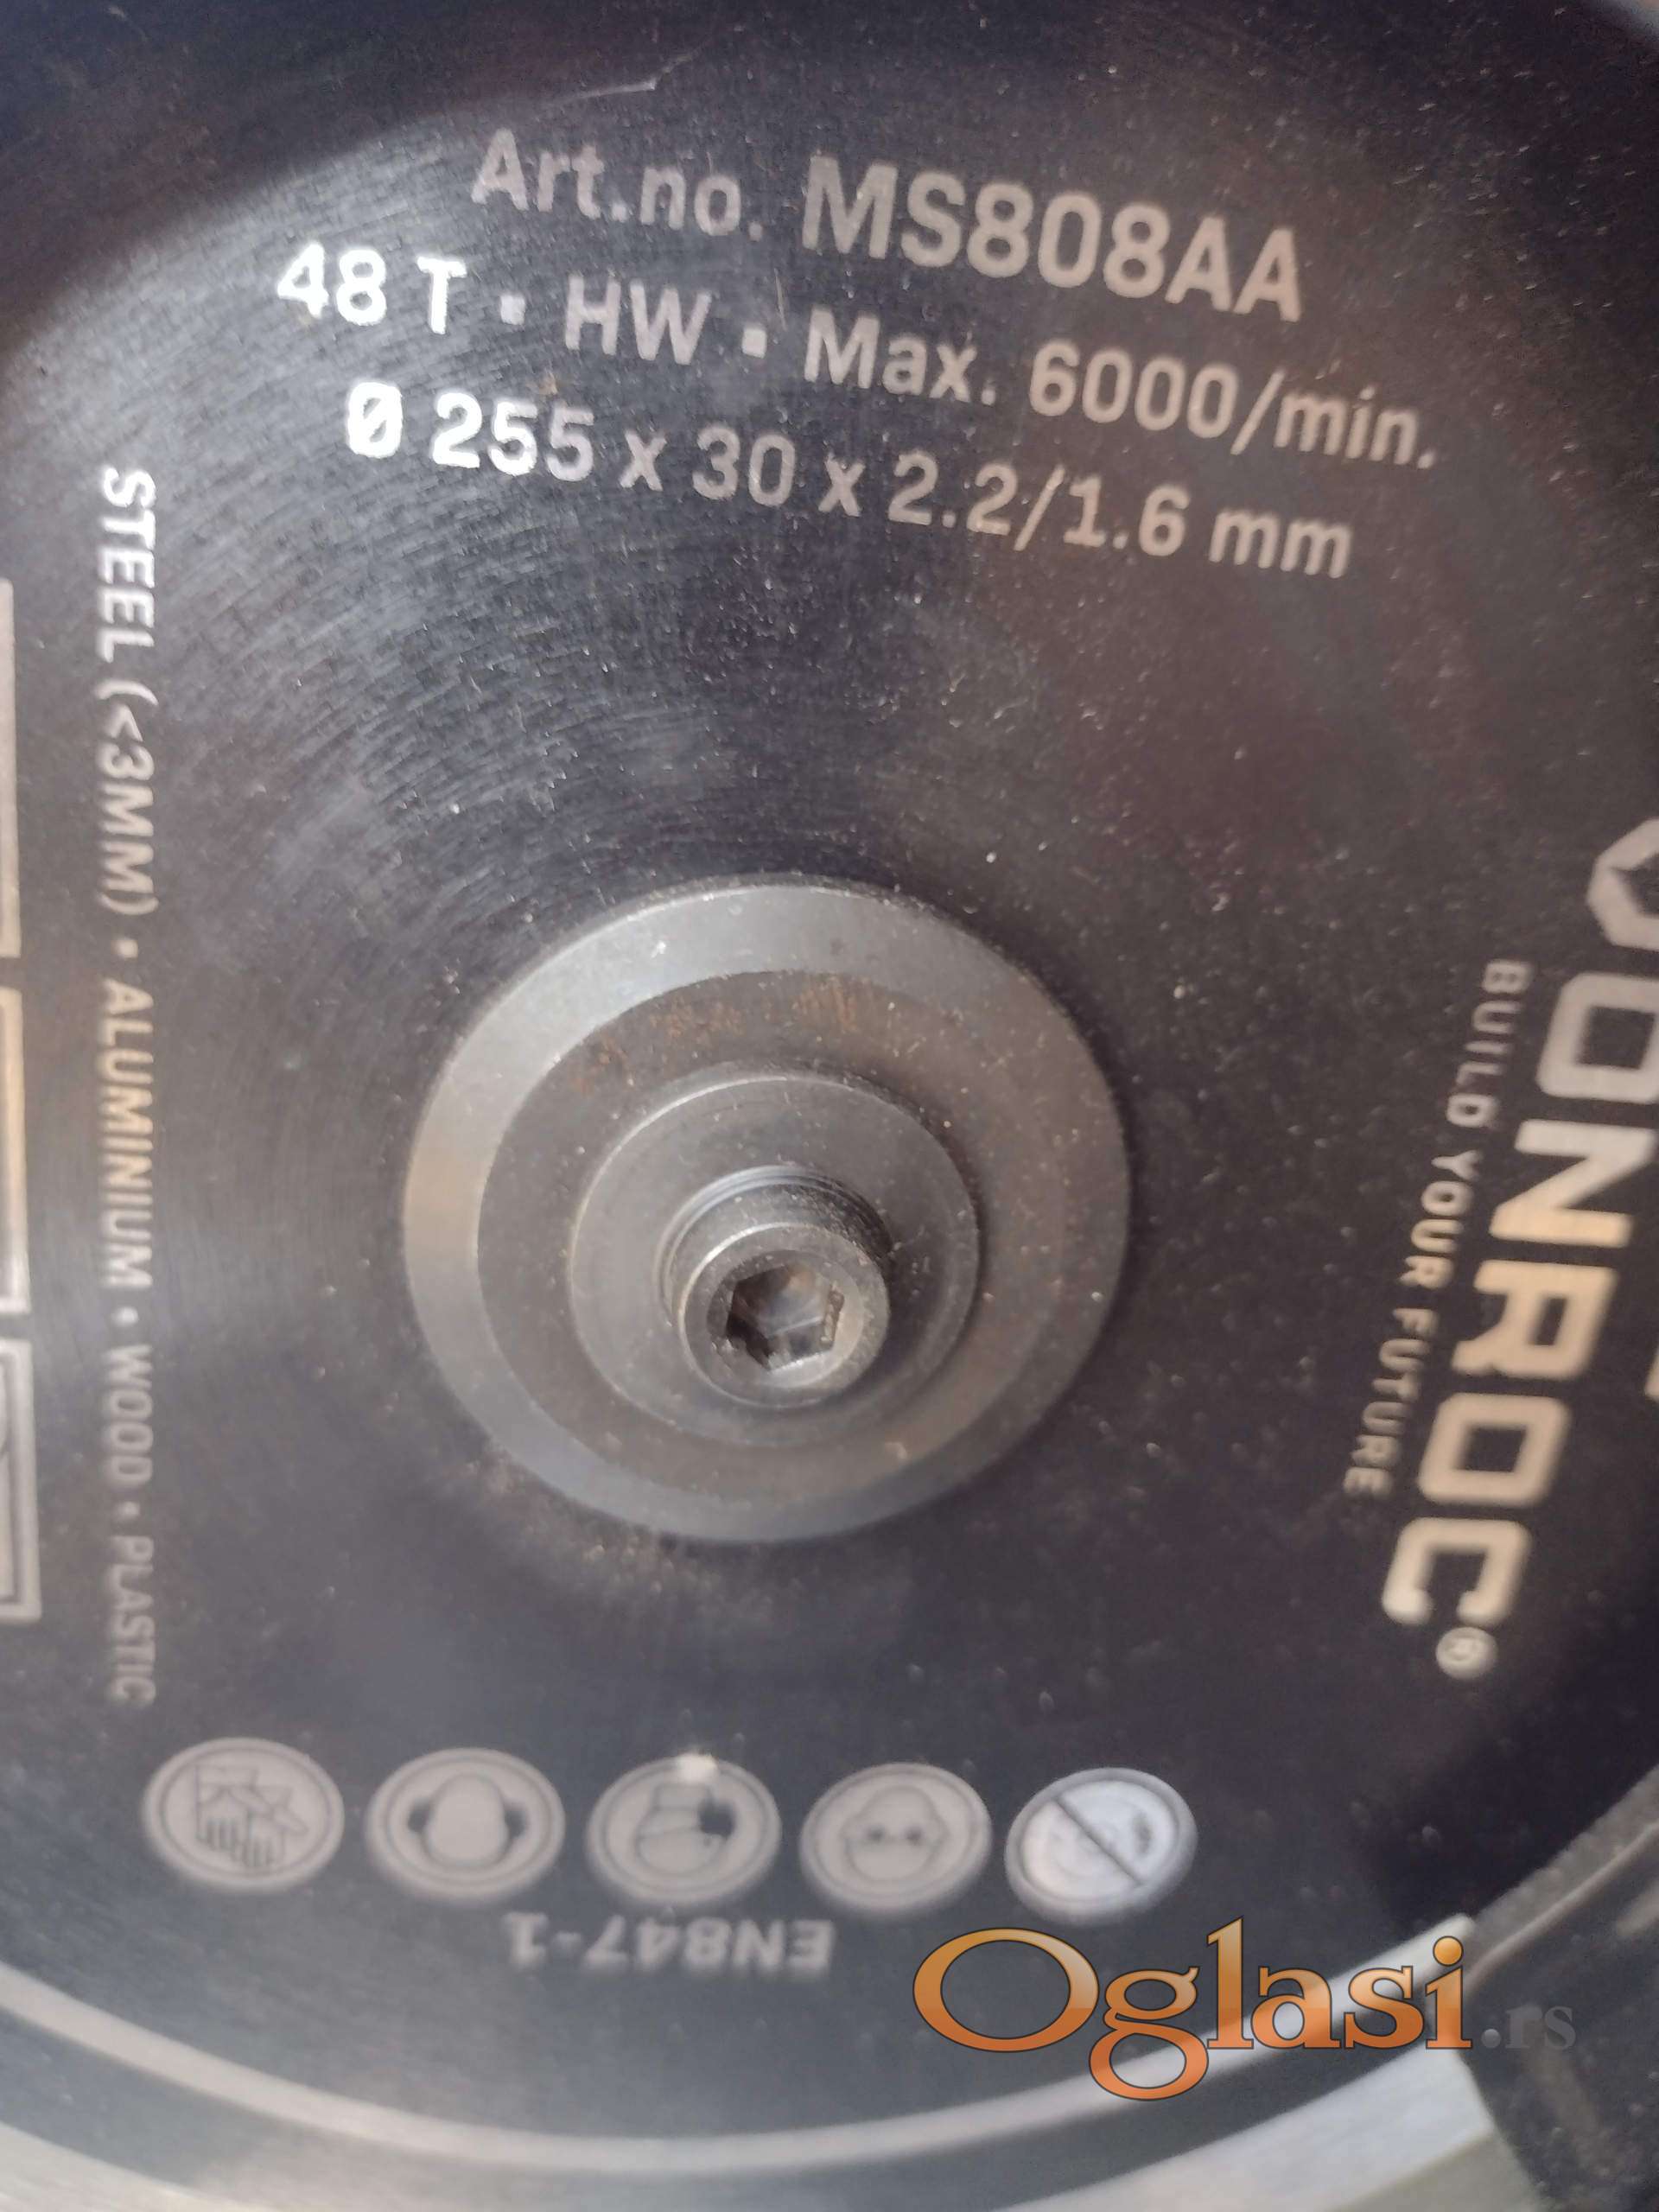 Art.no. MS808AA
48 T ▪ HW ▪ Max. 6000/min.
Ø 255 x 30 x 2.2/1.6 mm
STEEL (<3MM) • ALUMINIUM • WOOD • PLASTIC
VONROC®
BUILD YOUR FUTURE
EN847-1
Oglasi.rs